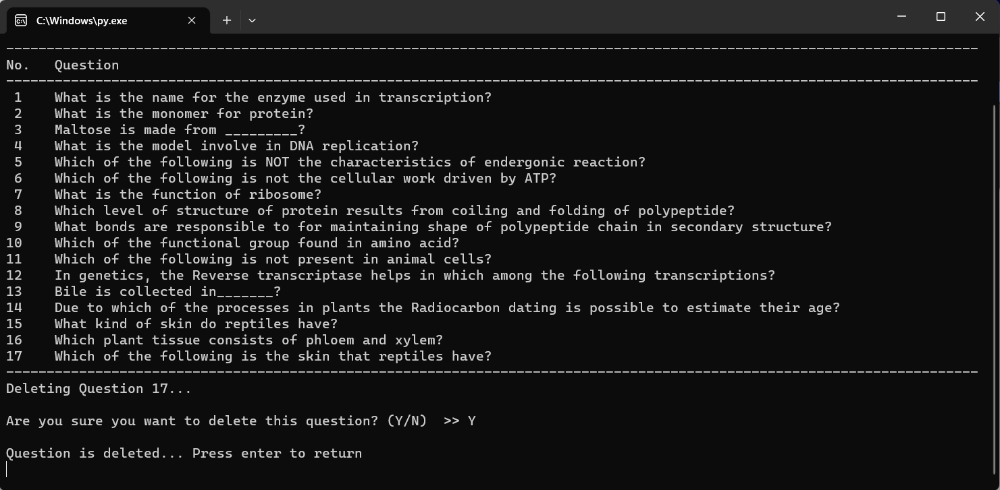 C:\Windows\py.exe
------------------------------------------------------------------------------------------------------------------------
No.   Question
------------------------------------------------------------------------------------------------------------------------
1    What is the name for the enzyme used in transcription?
2    What is the monomer for protein?
3    Maltose is made from _________?
4    What is the model involve in DNA replication?
5    Which of the following is NOT the characteristics of endergonic reaction?
6    Which of the following is not the cellular work driven by ATP?
7    What is the function of ribosome?
8    Which level of structure of protein results from coiling and folding of polypeptide?
9    What bonds are responsible to for maintaining shape of polypeptide chain in secondary structure?
10    Which of the functional group found in amino acid?
11    Which of the following is not present in animal cells?
12    In genetics, the Reverse transcriptase helps in which among the following transcriptions?
13    Bile is collected in_______?
14    Due to which of the processes in plants the Radiocarbon dating is possible to estimate their age?
15    What kind of skin do reptiles have?
16    Which plant tissue consists of phloem and xylem?
17    Which of the following is the skin that reptiles have?
------------------------------------------------------------------------------------------------------------------------
Deleting Question 17...
Are you sure you want to delete this question? (Y/N)  >> Y
Question is deleted... Press enter to return